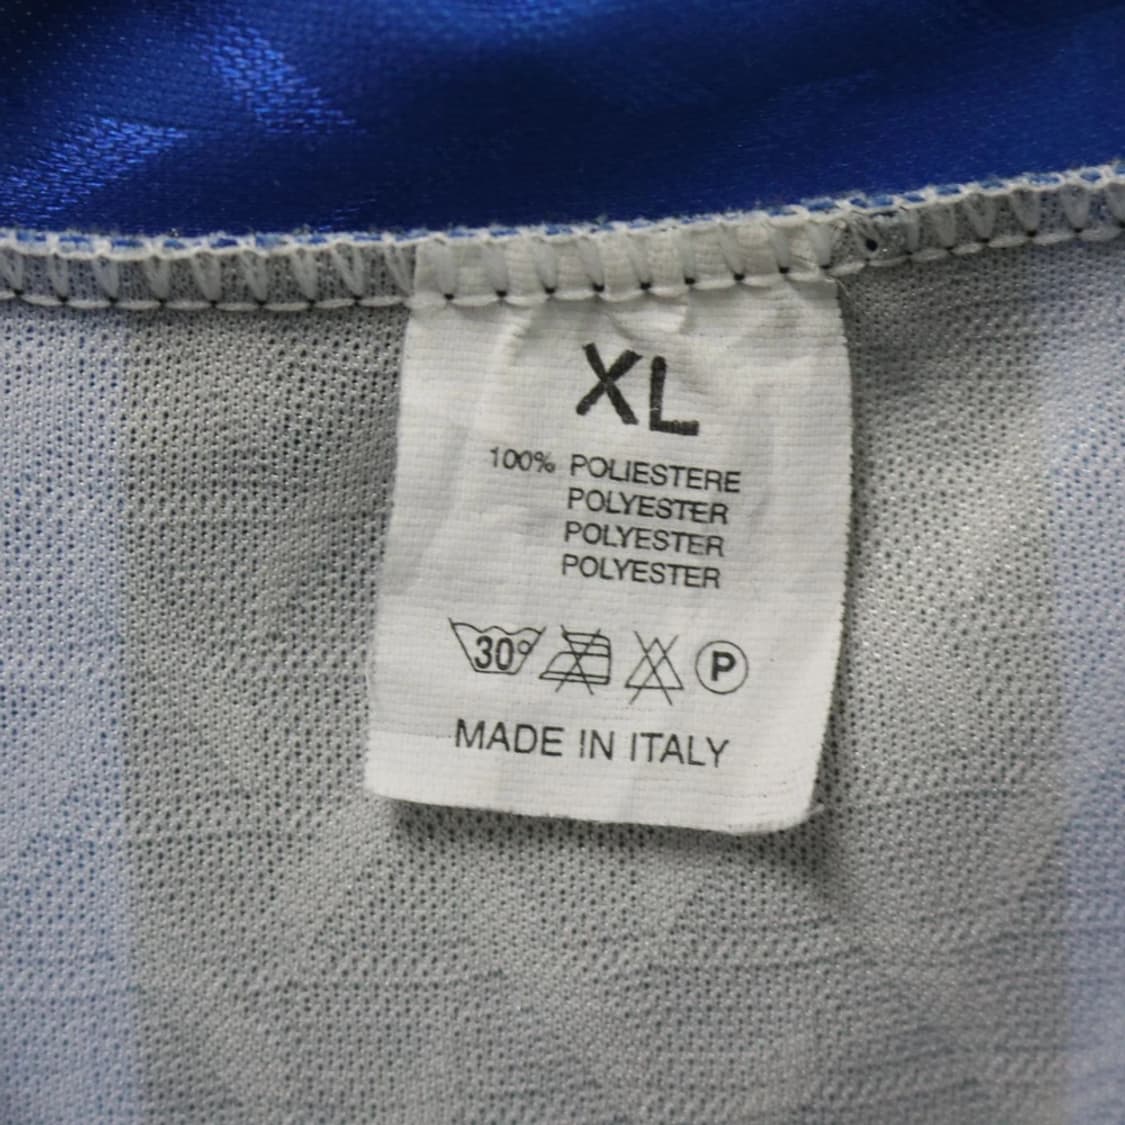 XL
100% POLIESTERE
POLYESTER
POLYESTER
POLYESTER
30° P
MADE IN ITALY